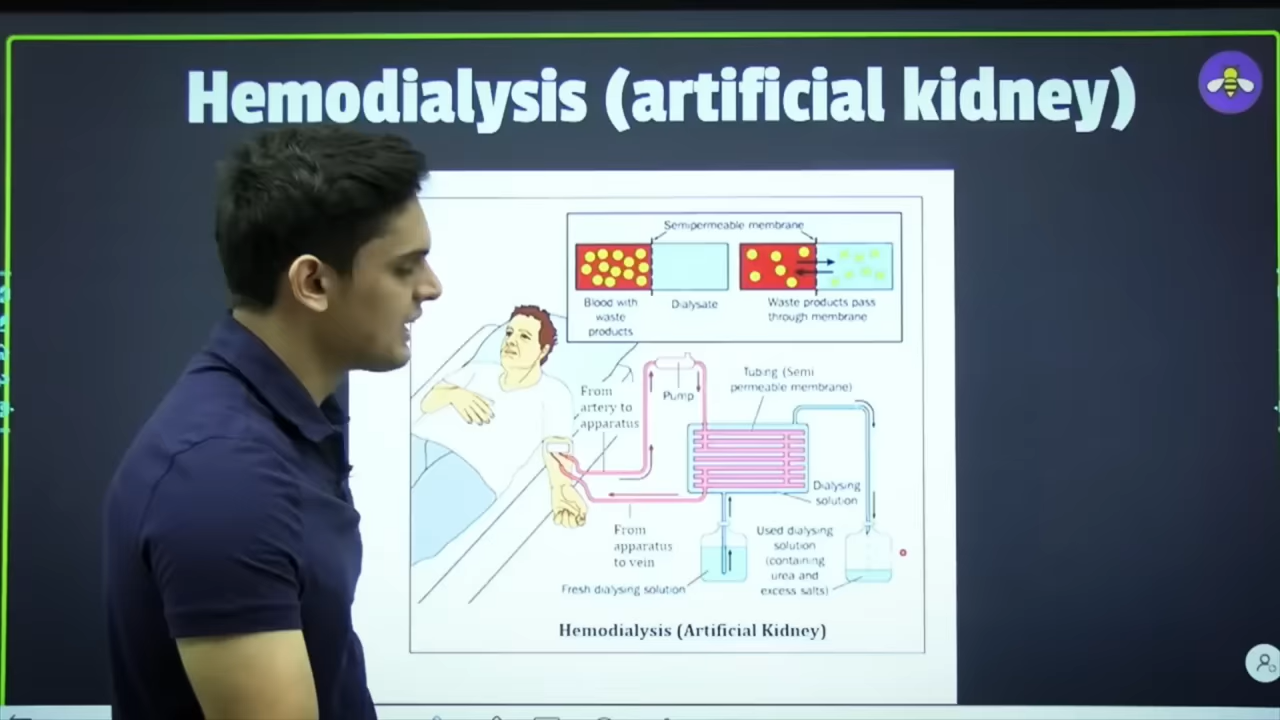 Hemodialysis (artificial kidney)
Semipermeable membrane
Blood with
waste
products
Dialysate
Waste products pass
through membrane
From
artery to
apparatus
Pump
Tubing (Semi
permeable membrane)
Dialysing
solution
From
apparatus
to vein
Used dialysing
solution
(containing
urea and
excess salts)
Fresh dialysing solution
Hemodialysis (Artificial Kidney)